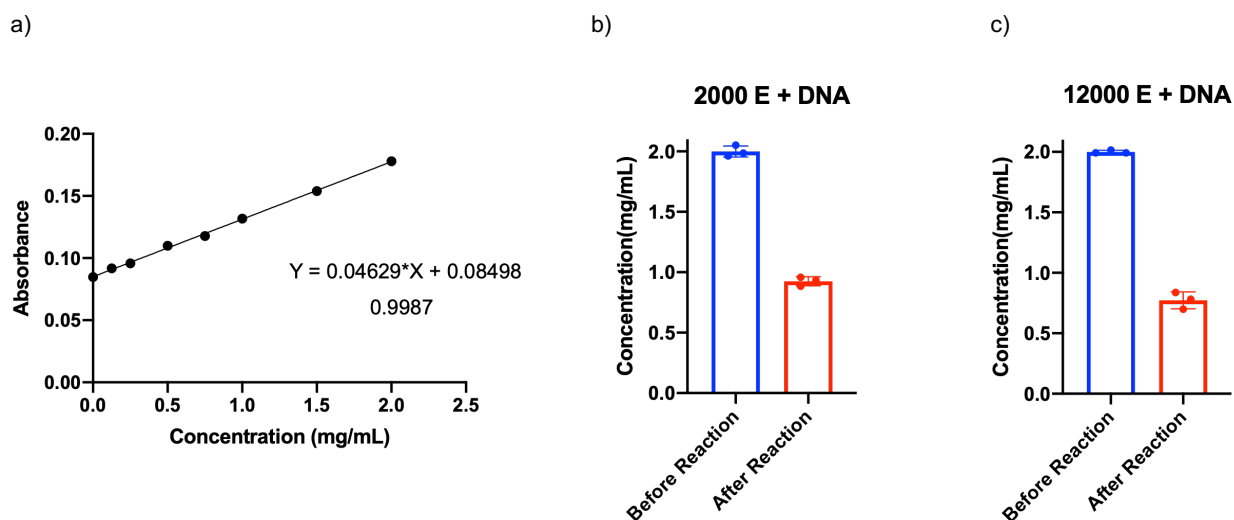 a)
b)
c)
Absorbance
0.20
0.15
0.10
0.05
0.00
Y = 0.04629*X + 0.08498
0.9987
0.0 0.5 1.0 1.5 2.0 2.5
Concentration (mg/mL)
2000 E + DNA
Concentration(mg/mL)
2.0
1.5
1.0
0.5
0.0
Before Reaction
After Reaction
12000 E + DNA
Concentration(mg/mL)
2.0
1.5
1.0
0.5
0.0
Before Reaction
After Reaction